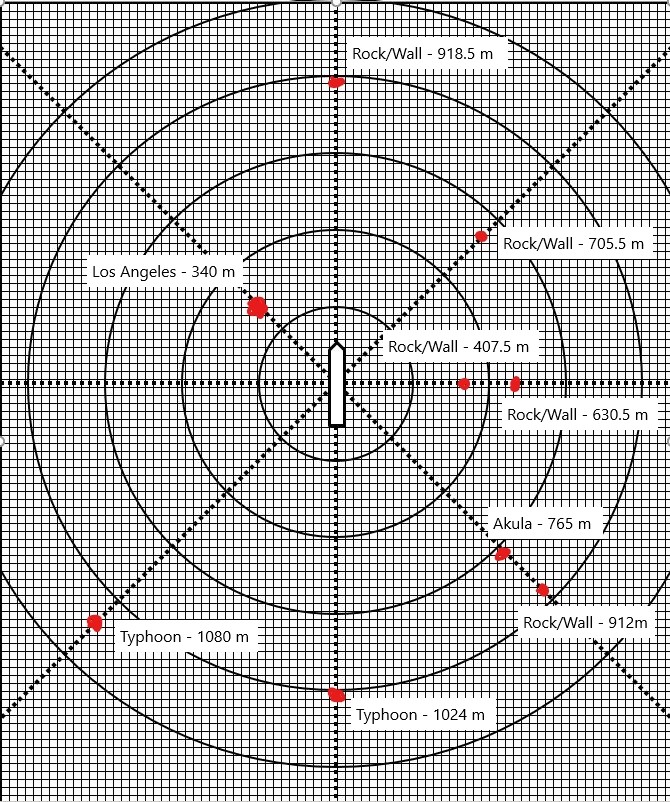 Rock/Wall - 918.5 m
Rock/Wall - 705.5 m
Los Angeles - 340 m
Rock/Wall - 407.5 m
Rock/Wall - 630.5 m
Akula - 765 m
Rock/Wall - 912m
Typhoon - 1080 m
Typhoon - 1024 m